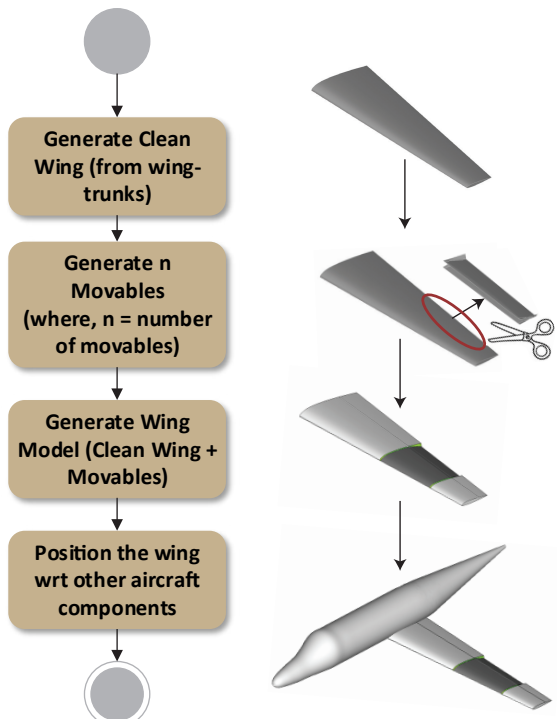 Generate Clean
Wing (from wing-
trunks)
Generate n
Movables
(where, n = number
of movables)
Generate Wing
Model (Clean Wing +
Movables)
Position the wing
wrt other aircraft
components